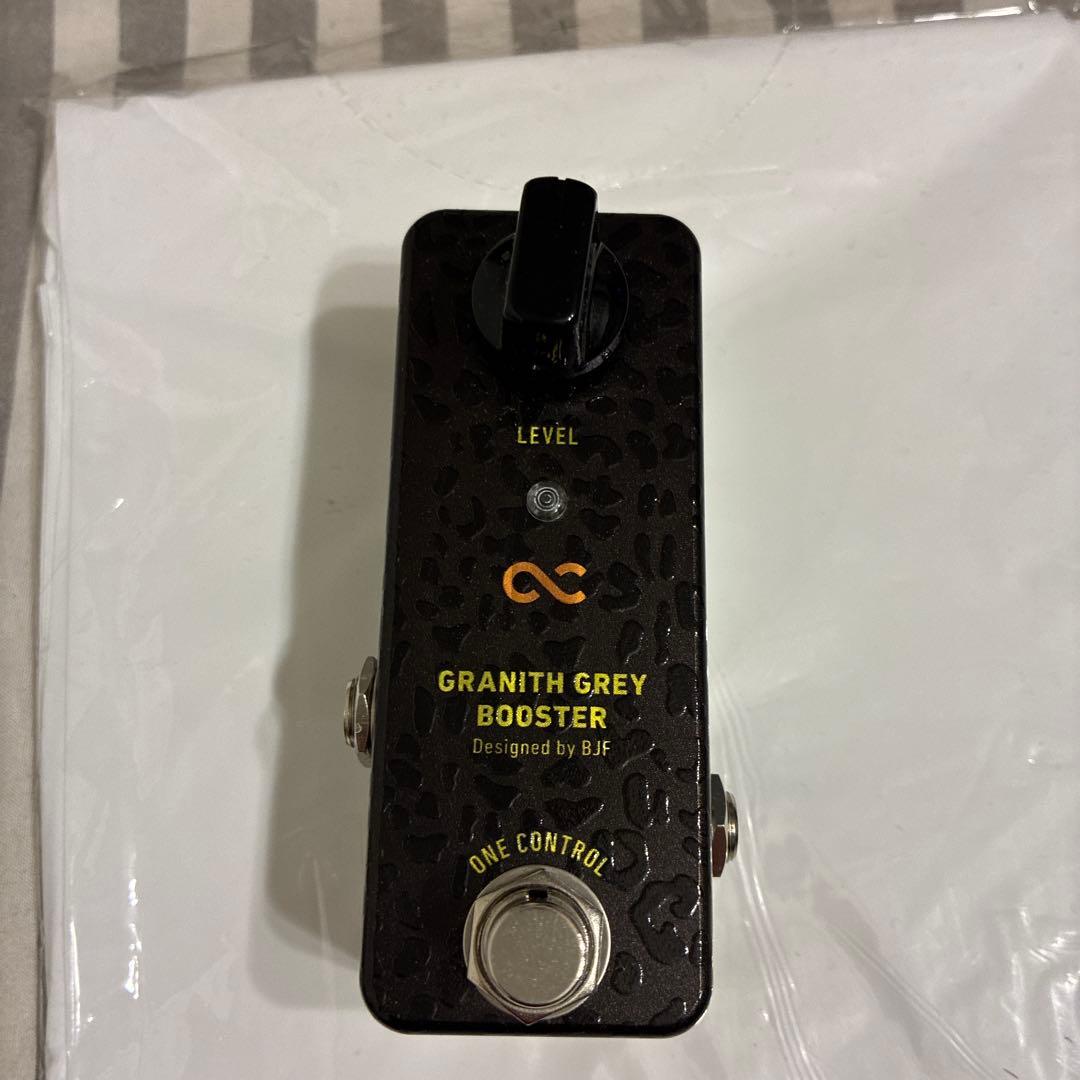 LEVEL
GRANITH GREY
BOOSTER
Designed by BJF
ONE CONTROL